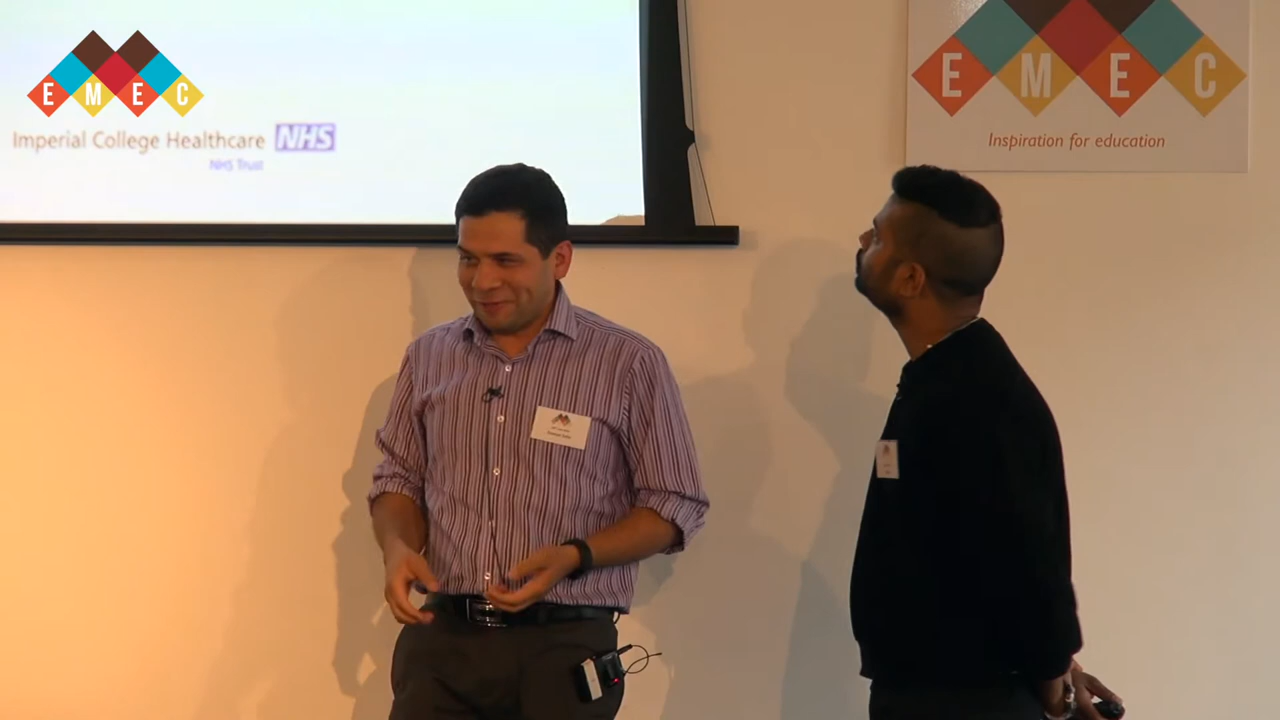 EMEC
Imperial College Healthcare NHS
NHS Trust
EMEC
Inspiration for education